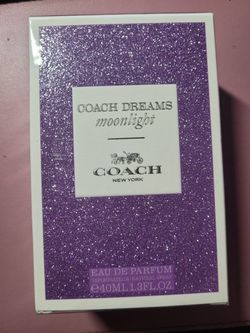 COACH DREAMS
moonlight
COACH
NEW YORK
EAU DE PARFUM
VAPORISATEUR/NATURAL SPRAY
℮40ML 1.3FL.OZ